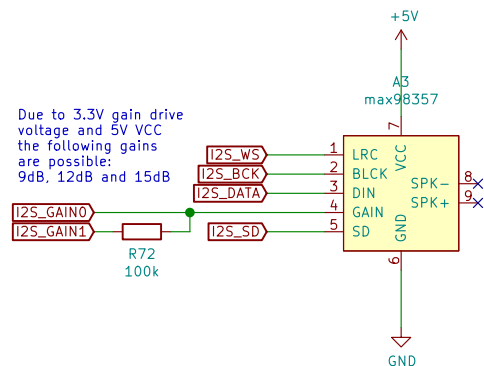 +5V
A3
max98357
Due to 3.3V gain drive
voltage and 5V VCC
the following gains
are possible:
9dB, 12dB and 15dB
7
VCC
I2S_WS 1 LRC
I2S_BCK 2 BLCK
I2S_DATA 3 DIN
I2S_GAIN0 4 GAIN
I2S_GAIN1
I2S_SD 5 SD
SPK- 8
SPK+ 9
R72
100k
GND
6
GND